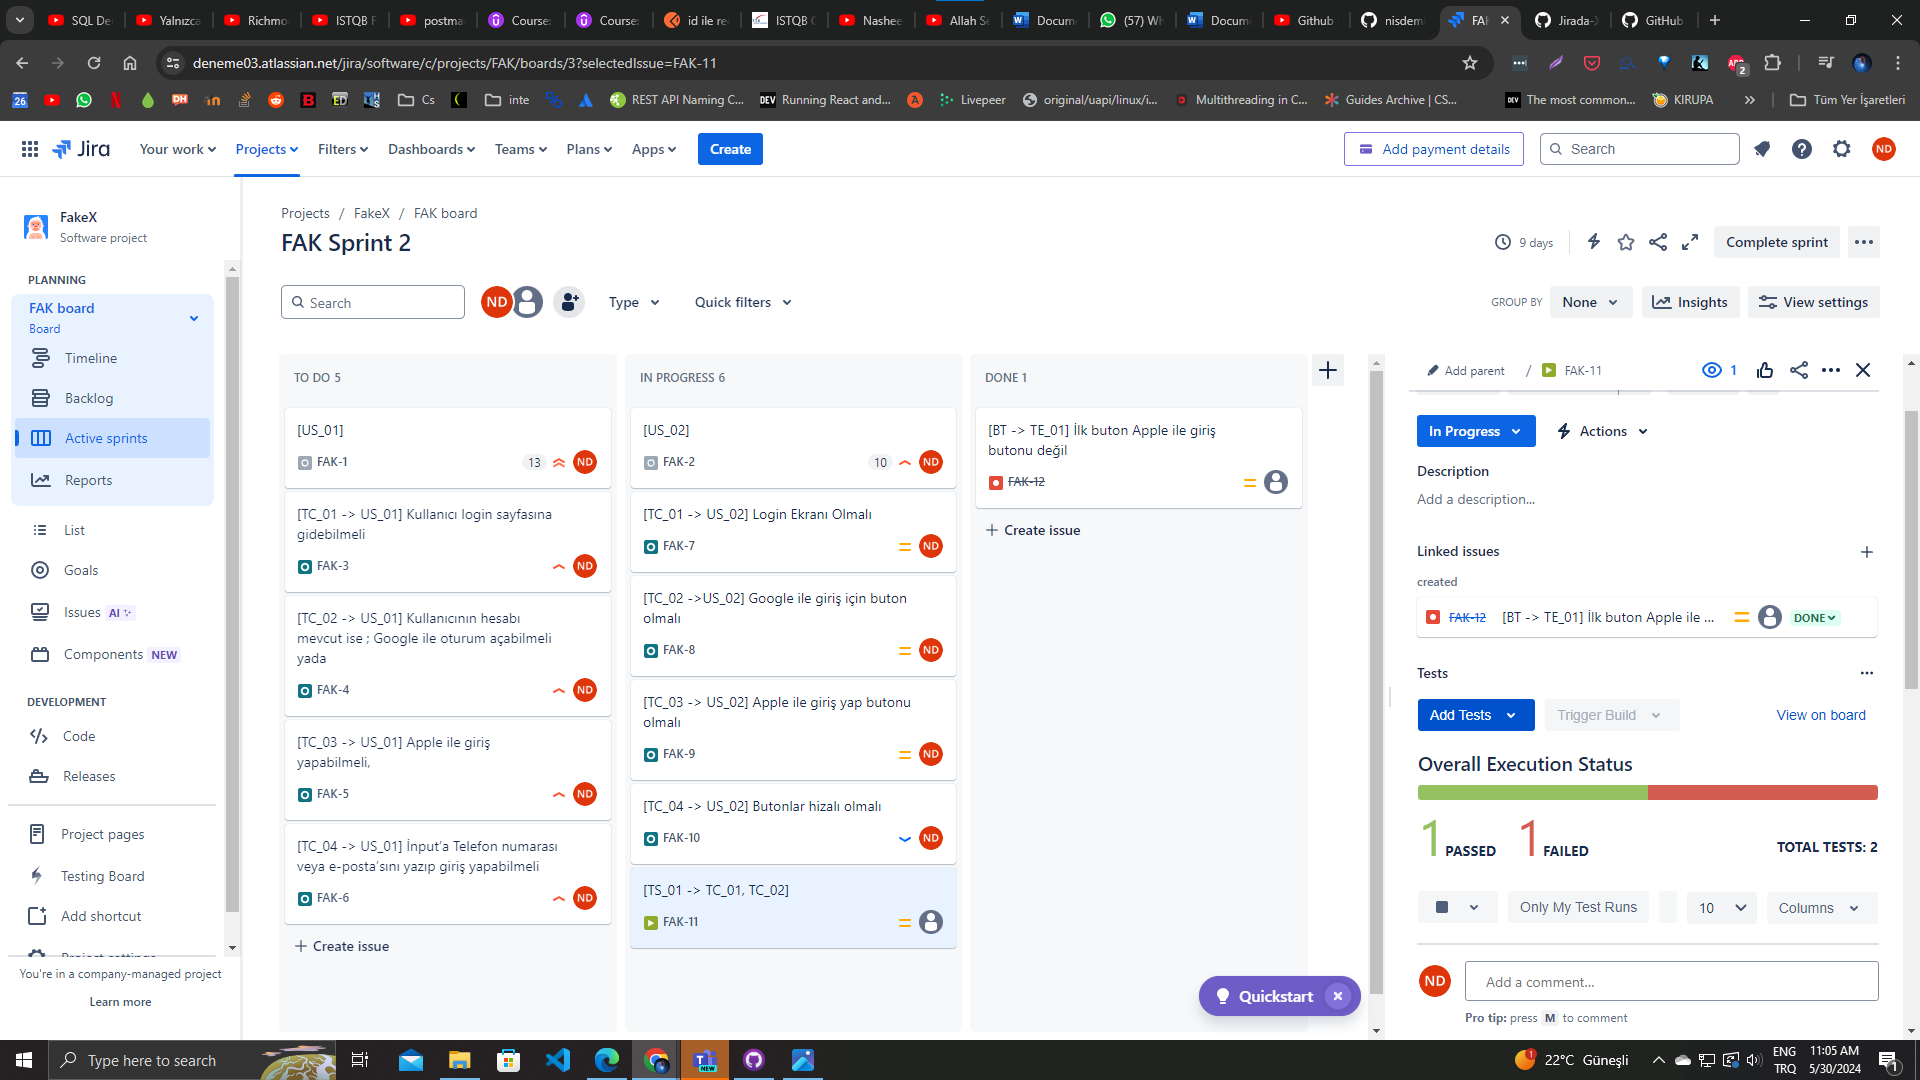 SQL De
Yalnızca
Richmo
ISTQB F
postma
Course:
Course:
id ile re
ISTQB
Nashee
Allah Se
Docum
(57) Wh
Docum
Github
nisdem
FAK
Jirada-X
GitHub
deneme03.atlassian.net/jira/software/c/projects/FAK/boards/3?selectedIssue=FAK-11
Cs
inte
REST API Naming C...
Running React and...
Livepeer
original/uapi/linux/i...
Multithreading in C...
Guides Archive | CS...
The most common...
KIRUPA
Tüm Yer İşaretleri
Jira
Your work
Projects
Filters
Dashboards
Teams
Plans
Apps
Create
Add payment details
Search
ND
FakeX
Software project
PLANNING
FAK board
Board
Timeline
Backlog
Active sprints
Reports
List
Goals
Issues AI
Components NEW
DEVELOPMENT
Code
Releases
Project pages
Testing Board
Add shortcut
Project settings
You're in a company-managed project
Learn more
Projects / FakeX / FAK board
FAK Sprint 2
9 days
Complete sprint
Search
ND
Type
Quick filters
GROUP BY
None
Insights
View settings
TO DO 5
[US_01]
FAK-1 13 ND
[TC_01 -> US_01] Kullanıcı login sayfasına
gidebilmeli
FAK-3 ND
[TC_02 -> US_01] Kullanıcının hesabı
mevcut ise ; Google ile oturum açabilmeli
yada
FAK-4 ND
[TC_03 -> US_01] Apple ile giriş
yapabilmeli,
FAK-5 ND
[TC_04 -> US_01] İnput’a Telefon numarası
veya e-posta’sını yazıp giriş yapabilmeli
FAK-6 ND
+ Create issue
IN PROGRESS 6
[US_02]
FAK-2 10 ND
[TC_01 -> US_02] Login Ekranı Olmalı
FAK-7 ND
[TC_02 ->US_02] Google ile giriş için buton
olmalı
FAK-8 ND
[TC_03 -> US_02] Apple ile giriş yap butonu
olmalı
FAK-9 ND
[TC_04 -> US_02] Butonlar hizalı olmalı
FAK-10 ND
[TS_01 -> TC_01, TC_02]
FAK-11
DONE 1
[BT -> TE_01] İlk buton Apple ile giriş
butonu değil
FAK-12
+ Create issue
Add parent / FAK-11
1
In Progress
Actions
Description
Add a description...
Linked issues
created
FAK-12 [BT -> TE_01] İlk buton Apple ile ... DONE
Tests
Add Tests
Trigger Build
View on board
Overall Execution Status
1 PASSED 1 FAILED TOTAL TESTS: 2
Only My Test Runs
10
Columns
ND
Add a comment...
Pro tip: press M to comment
Quickstart
Type here to search
NEW
22°C Güneşli
ENG
TRQ
11:05 AM
5/30/2024